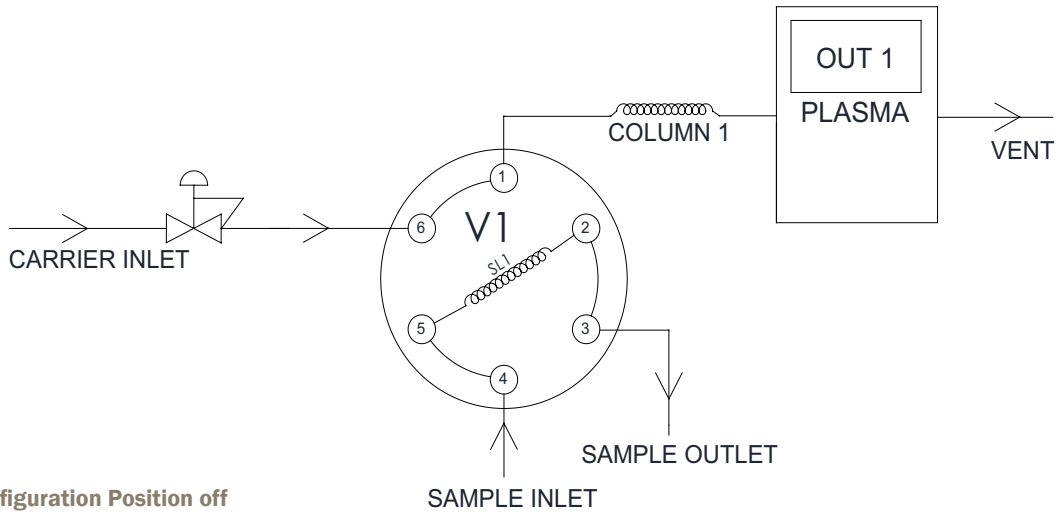 OUT 1
PLASMA
COLUMN 1
VENT
1
6
V1
2
CARRIER INLET
SL1
5
3
4
SAMPLE OUTLET
figuration Position off
SAMPLE INLET